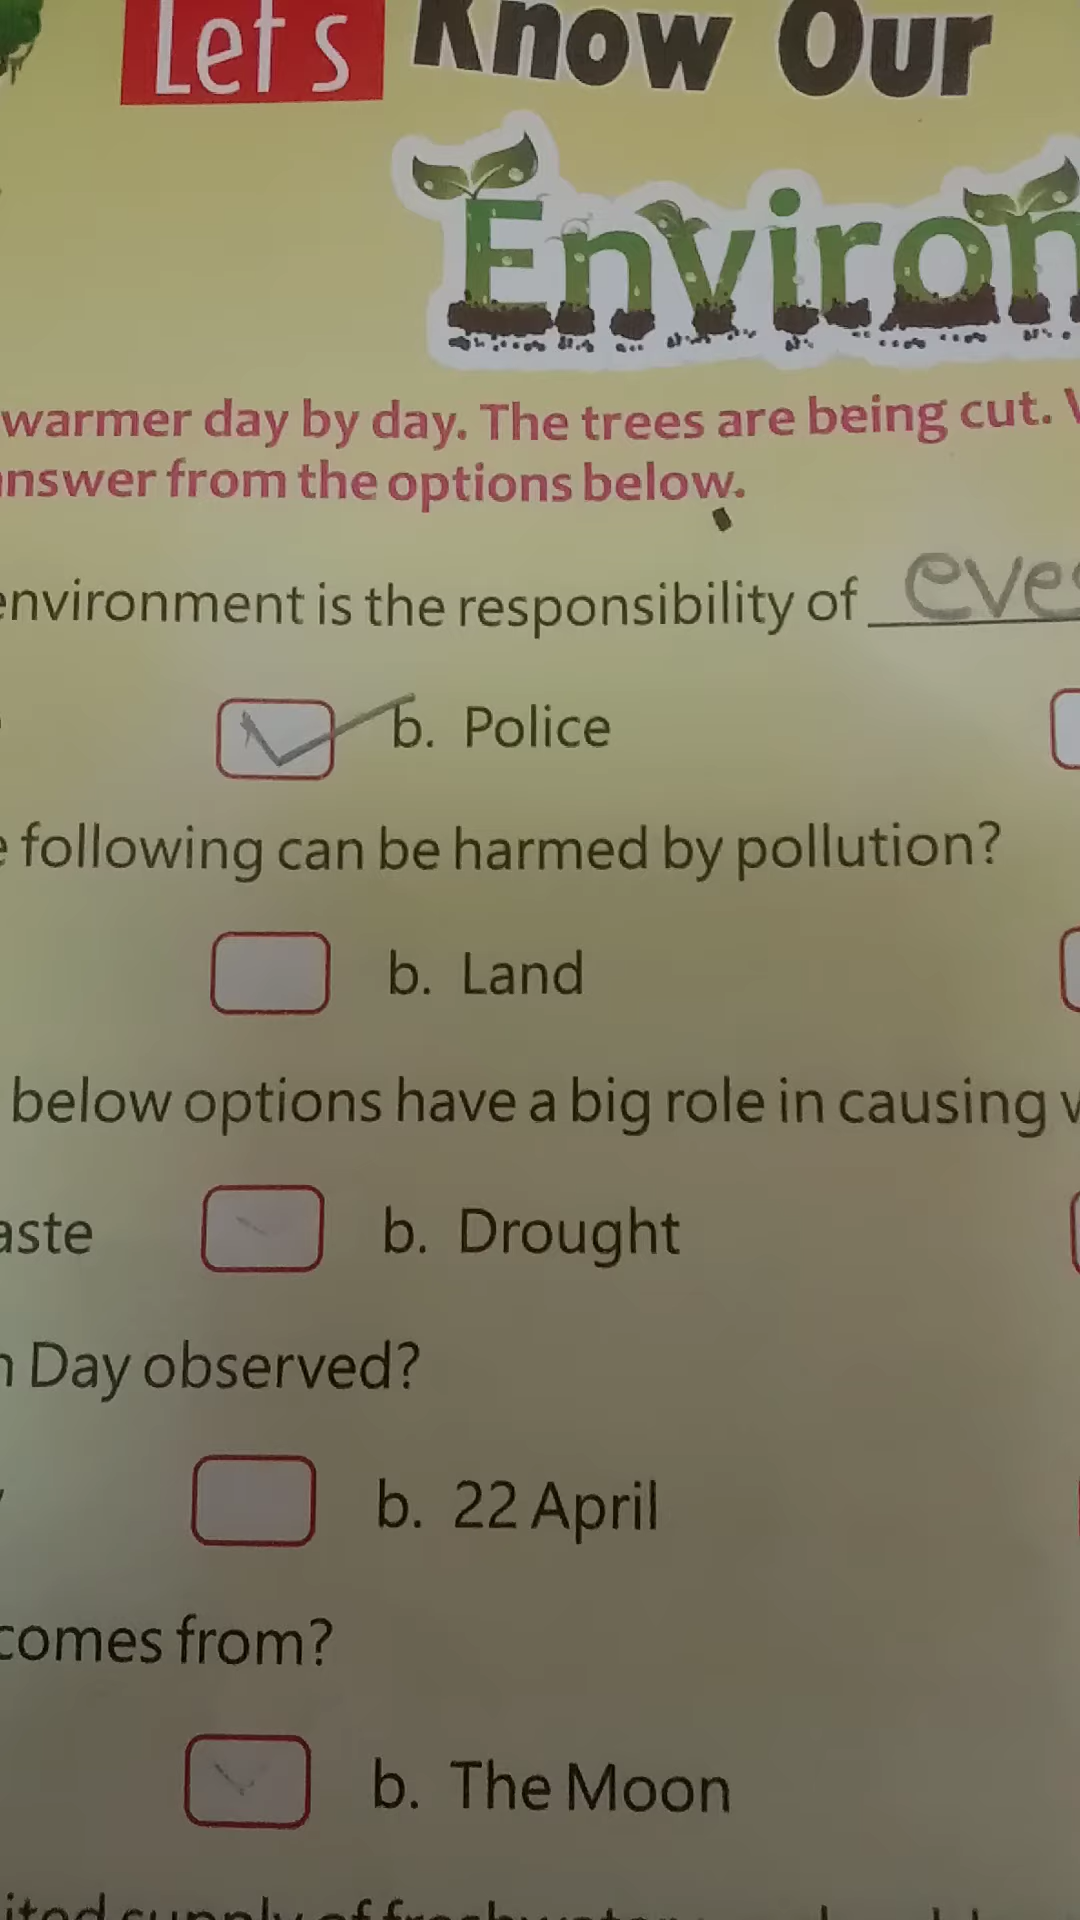 Let's Know Our
Environ
warmer day by day. The trees are being cut.
nswer from the options below.
environment is the responsibility of eve
b. Police
following can be harmed by pollution?
b. Land
below options have a big role in causing
aste b. Drought
Day observed?
b. 22 April
comes from?
b. The Moon